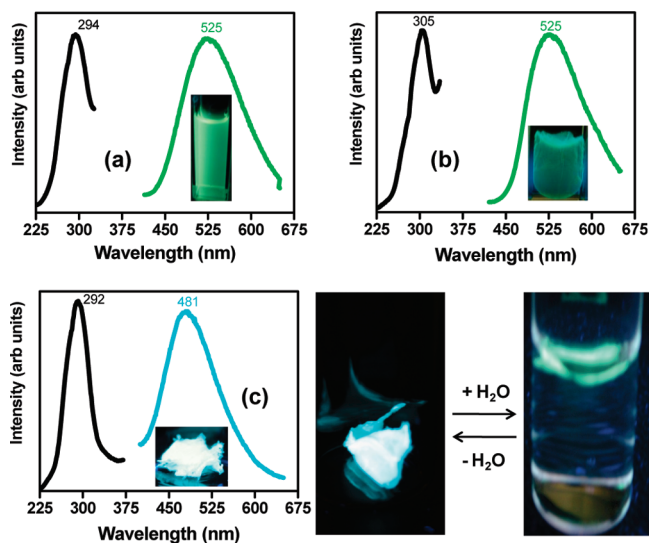 294
525
Intensity (arb units)
(a)
225 300 375 450 525 600 675
Wavelength (nm)
305
525
Intensity (arb units)
(b)
225 300 375 450 525 600 675
Wavelength (nm)
292
481
Intensity (arb units)
(c)
225 300 375 450 525 600 675
Wavelength (nm)
+ H₂O
- H₂O